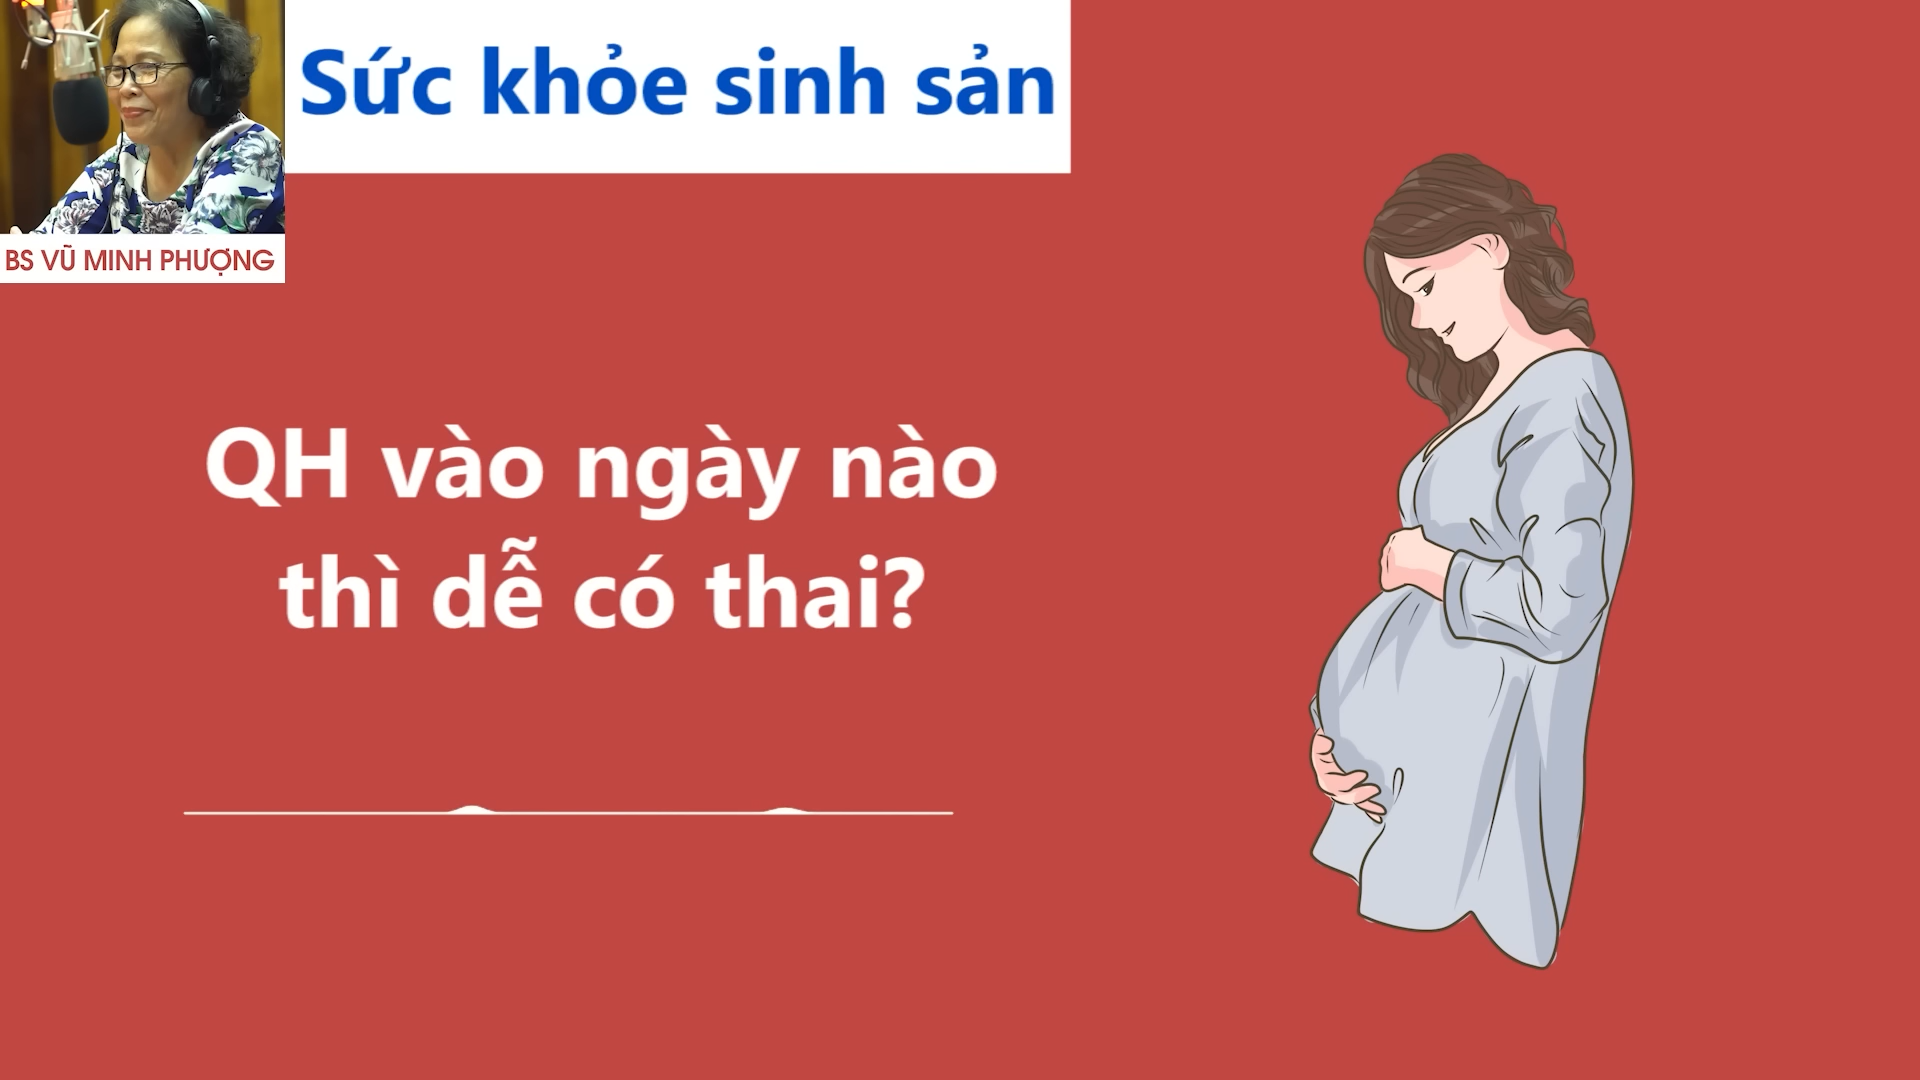 Sức khỏe sinh sản
BS VŨ MINH PHƯỢNG
QH vào ngày nào
thì dễ có thai?